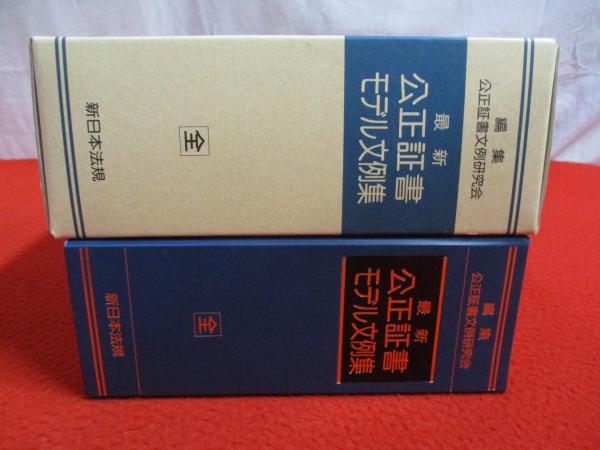 編集
公正証書文例研究会
最新
公正証書
モデル文例集
全
新日本法規
編集
公正証書文例研究会
最新
公正証書
モデル文例集
全
新日本法規